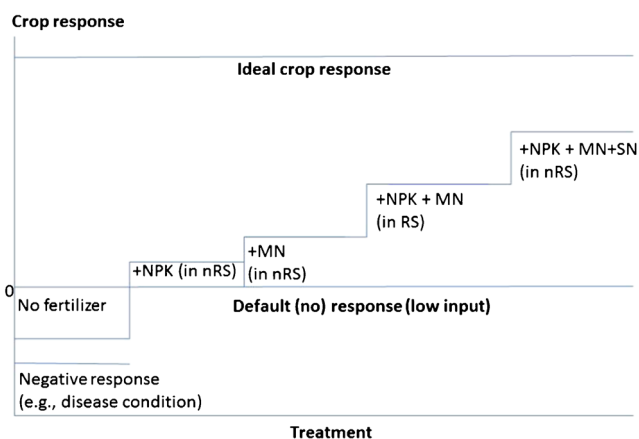 Crop response
Ideal crop response
+NPK + MN+SN
(in nRS)
+NPK + MN
(in RS)
+MN
(in nRS)
+NPK (in nRS)
0
No fertilizer
Default (no) response (low input)
Negative response
(e.g., disease condition)
Treatment